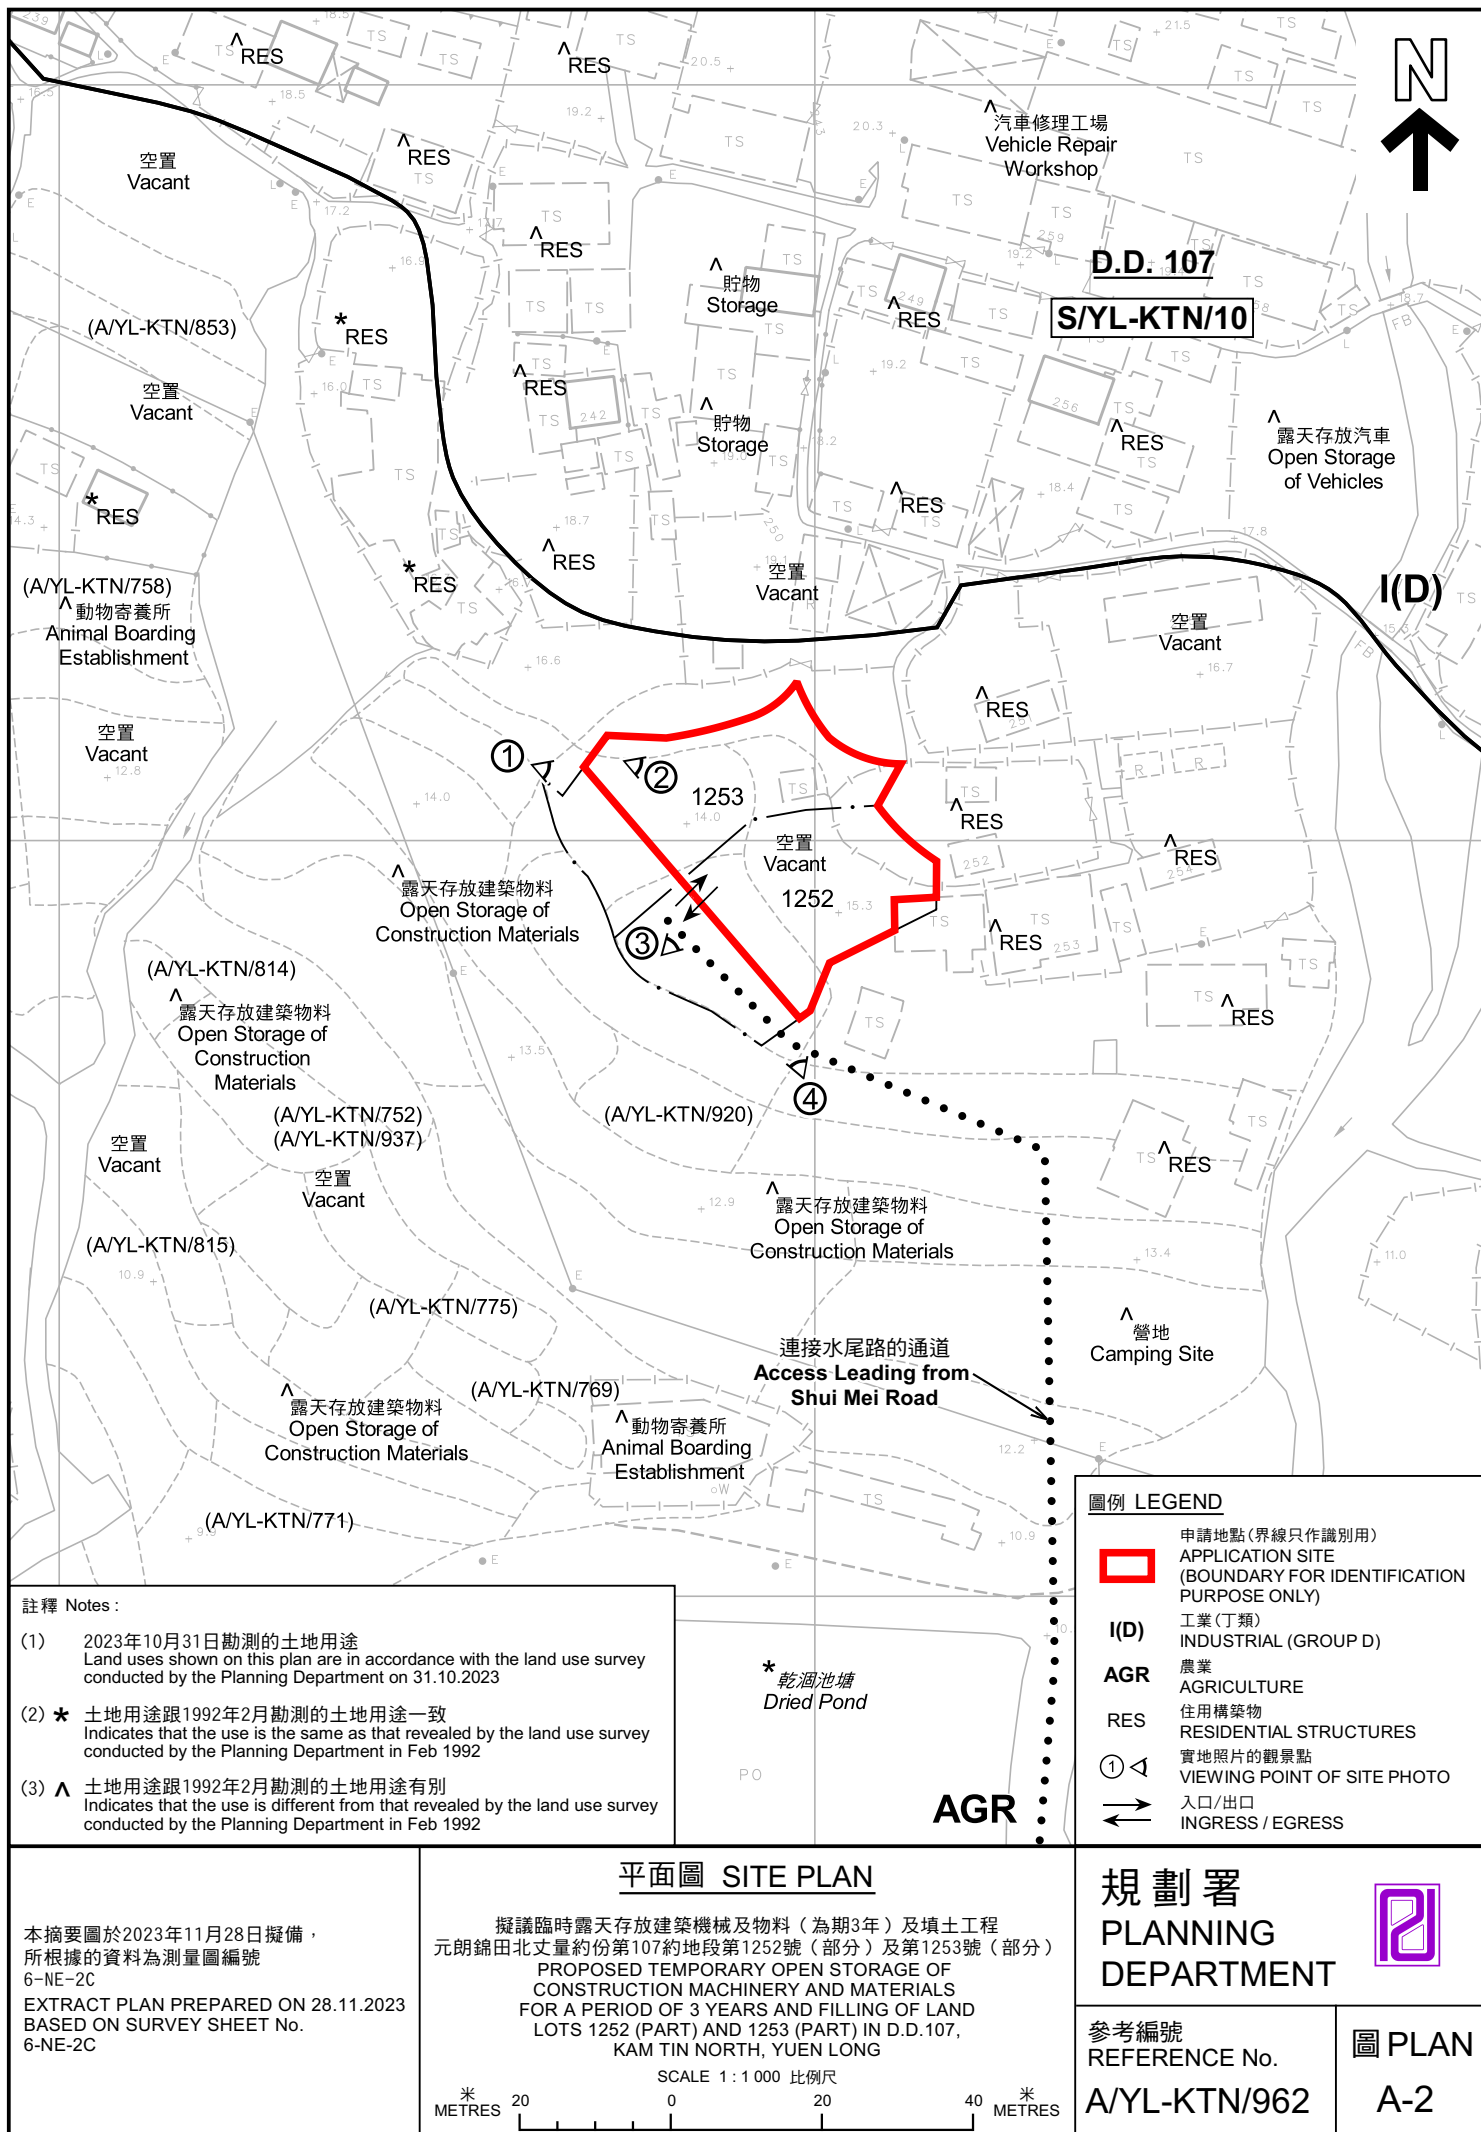 N
^RES
^RES
^RES
^RES
^RES
^RES
^RES
^RES
^RES
*RES
*RES
*RES
空置
Vacant
(A/YL-KTN/853)
空置
Vacant
^汽車修理工場
Vehicle Repair
Workshop
D.D. 107
S/YL-KTN/10
^貯物
Storage
^貯物
Storage
^露天存放汽車
Open Storage
of Vehicles
I(D)
空置
Vacant
空置
Vacant
(A/YL-KTN/758)
^動物寄養所
Animal Boarding
Establishment
空置
Vacant
1
2
1253
空置
Vacant
1252
3
4
^RES
^RES
^RES
^RES
^RES
^RES
^露天存放建築物料
Open Storage of
Construction Materials
(A/YL-KTN/814)
^露天存放建築物料
Open Storage of
Construction
Materials
(A/YL-KTN/752)
(A/YL-KTN/937)
(A/YL-KTN/920)
空置
Vacant
空置
Vacant
(A/YL-KTN/815)
(A/YL-KTN/775)
^露天存放建築物料
Open Storage of
Construction Materials
連接水尾路的通道
Access Leading from
Shui Mei Road
^營地
Camping Site
(A/YL-KTN/769)
^露天存放建築物料
Open Storage of
Construction Materials
^動物寄養所
Animal Boarding
Establishment
(A/YL-KTN/771)
*乾涸池塘
Dried Pond
PO
AGR
圖例 LEGEND
申請地點(界線只作識別用)
APPLICATION SITE
(BOUNDARY FOR IDENTIFICATION
PURPOSE ONLY)
I(D) 工業(丁類)
INDUSTRIAL (GROUP D)
AGR 農業
AGRICULTURE
RES 住用構築物
RESIDENTIAL STRUCTURES
1 實地照片的觀景點
VIEWING POINT OF SITE PHOTO
入口/出口
INGRESS / EGRESS
註釋 Notes :
(1) 2023年10月31日勘測的土地用途
Land uses shown on this plan are in accordance with the land use survey
conducted by the Planning Department on 31.10.2023
(2) * 土地用途跟1992年2月勘測的土地用途一致
Indicates that the use is the same as that revealed by the land use survey
conducted by the Planning Department in Feb 1992
(3) ^ 土地用途跟1992年2月勘測的土地用途有別
Indicates that the use is different from that revealed by the land use survey
conducted by the Planning Department in Feb 1992
本摘要圖於2023年11月28日擬備，
所根據的資料為測量圖編號
6-NE-2C
EXTRACT PLAN PREPARED ON 28.11.2023
BASED ON SURVEY SHEET No.
6-NE-2C
平面圖 SITE PLAN
擬議臨時露天存放建築機械及物料（為期3年）及填土工程
元朗錦田北丈量約份第107約地段第1252號（部分）及第1253號（部分）
PROPOSED TEMPORARY OPEN STORAGE OF
CONSTRUCTION MACHINERY AND MATERIALS
FOR A PERIOD OF 3 YEARS AND FILLING OF LAND
LOTS 1252 (PART) AND 1253 (PART) IN D.D.107,
KAM TIN NORTH, YUEN LONG
SCALE 1 : 1 000 比例尺
米 METRES 20 0 20 40 米 METRES
規劃署
PLANNING
DEPARTMENT
參考編號
REFERENCE No.
A/YL-KTN/962
圖 PLAN
A-2